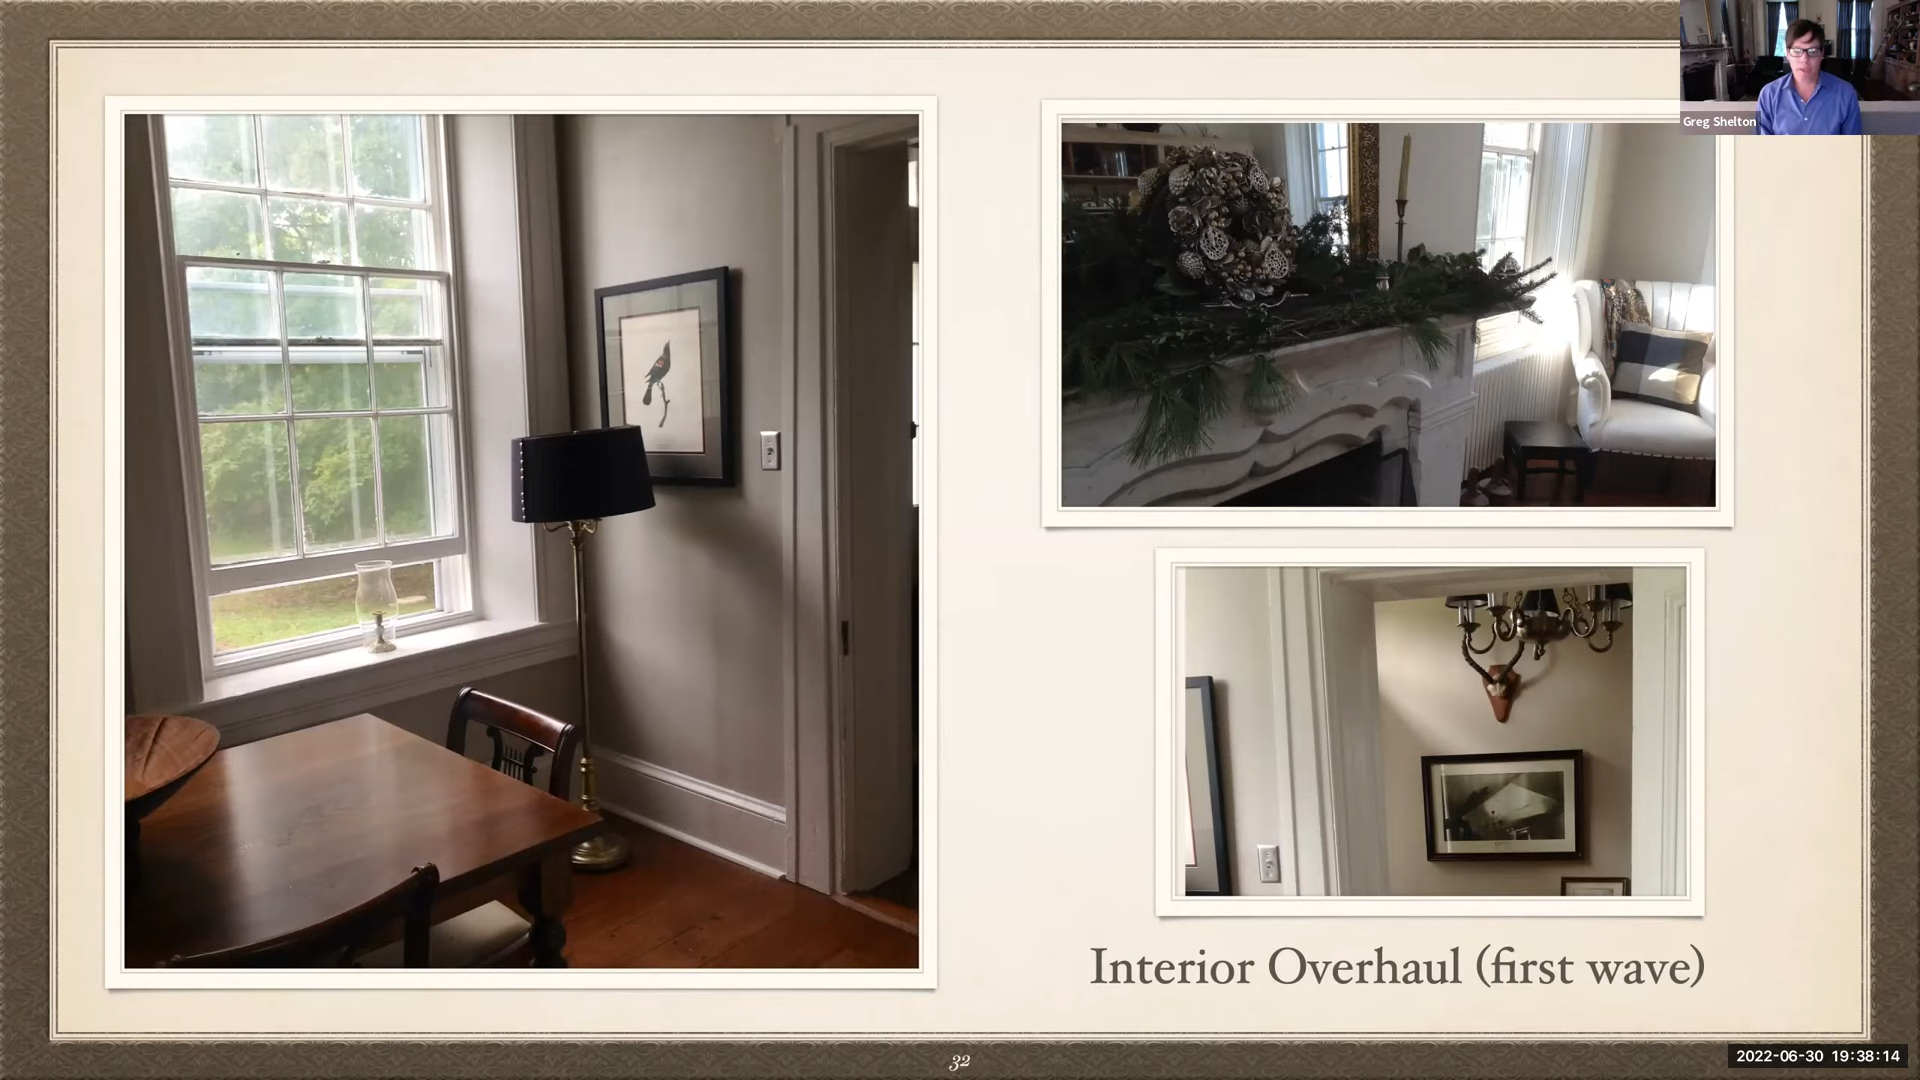 Greg Shelton
Interior Overhaul (first wave)
32
2022-06-30 19:38:14